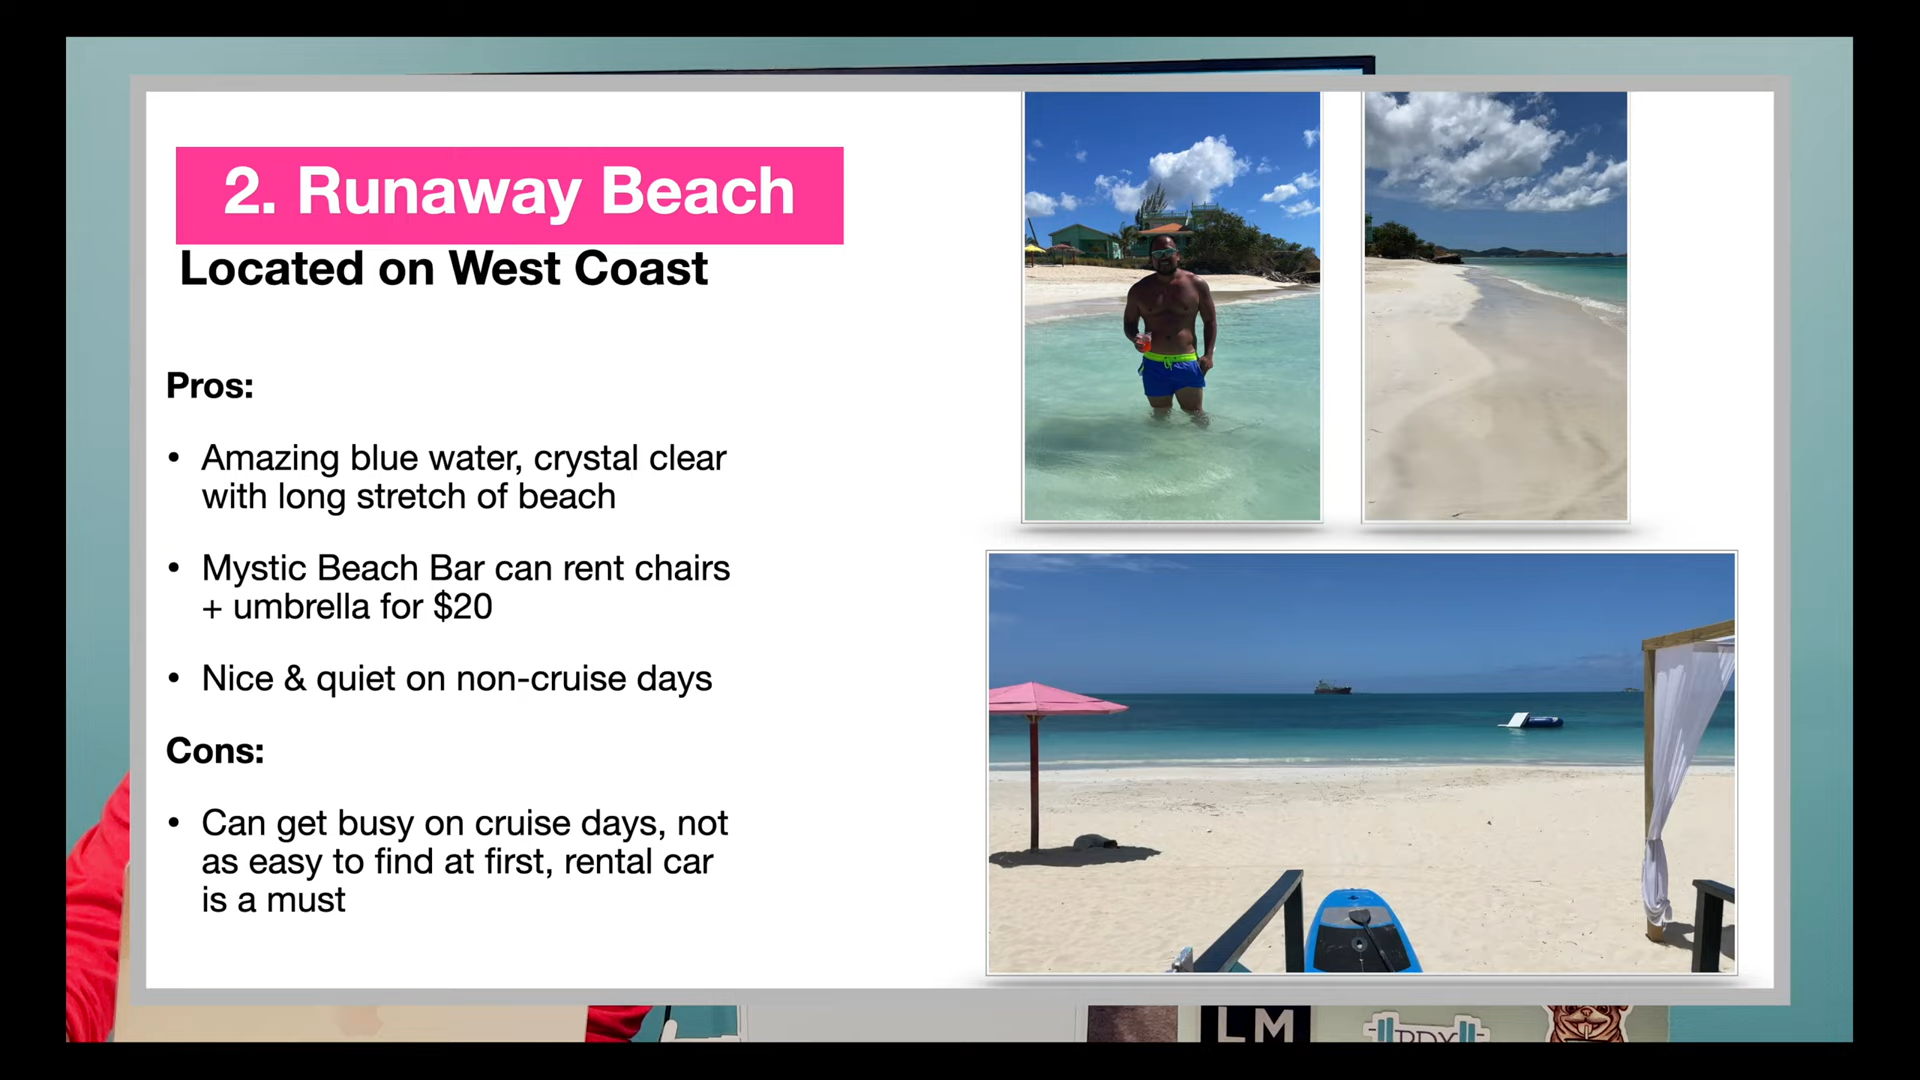 2. Runaway Beach
Located on West Coast
Pros:
• Amazing blue water, crystal clear
with long stretch of beach
• Mystic Beach Bar can rent chairs
+ umbrella for $20
• Nice & quiet on non-cruise days
Cons:
• Can get busy on cruise days, not
as easy to find at first, rental car
is a must
LM
PDX